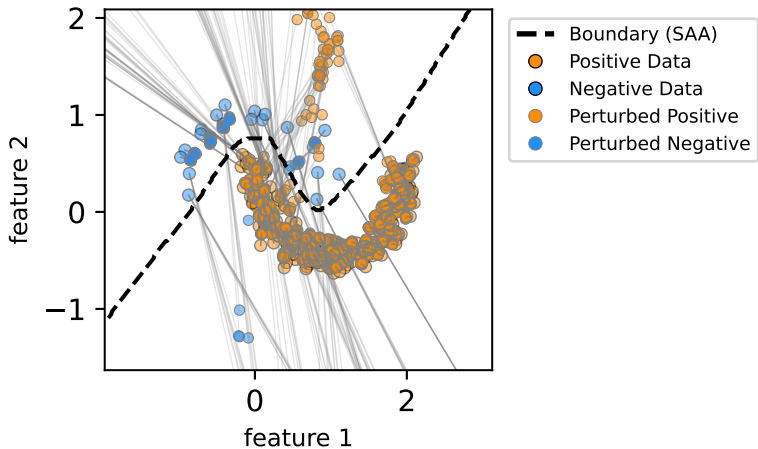 2
1
0
−1
feature 2
0
2
feature 1
Boundary (SAA)
Positive Data
Negative Data
Perturbed Positive
Perturbed Negative